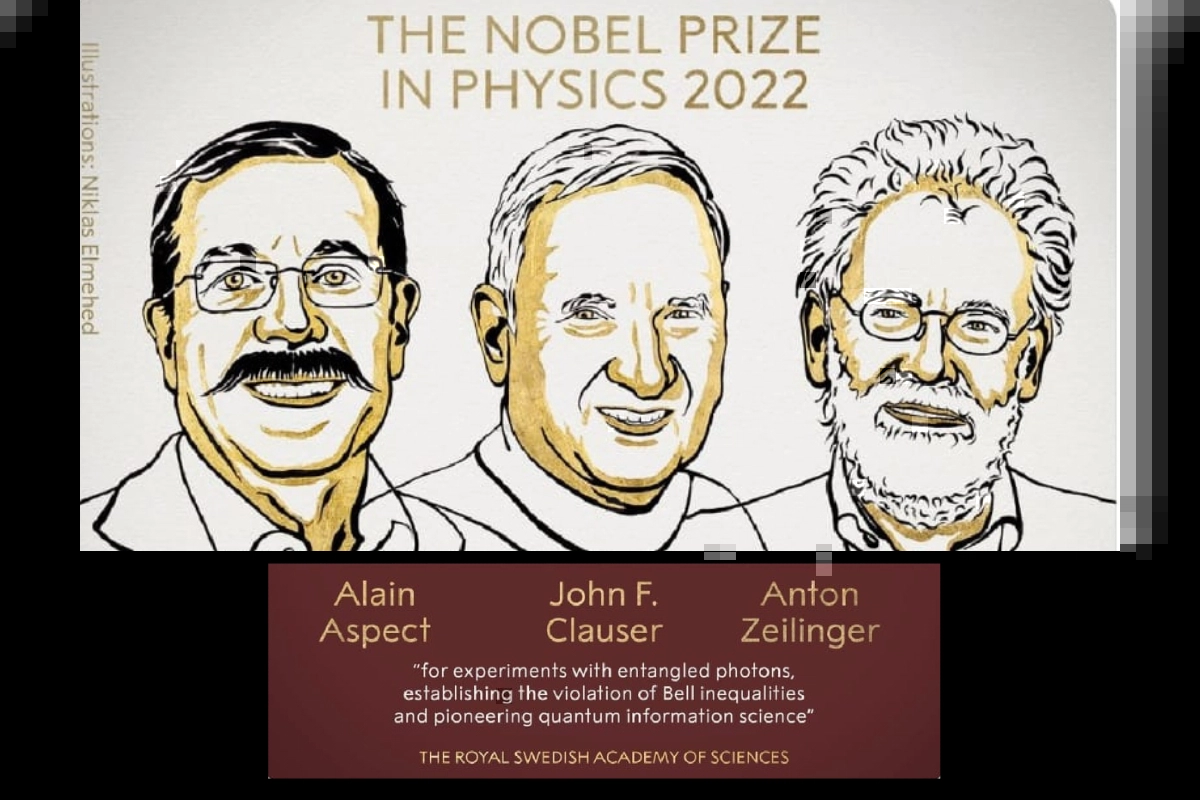 THE NOBEL PRIZE
IN PHYSICS 2022
Illustrations: Niklas Elmehed
Alain
Aspect
John F.
Clauser
Anton
Zeilinger
“for experiments with entangled photons,
establishing the violation of Bell inequalities
and pioneering quantum information science”
THE ROYAL SWEDISH ACADEMY OF SCIENCES